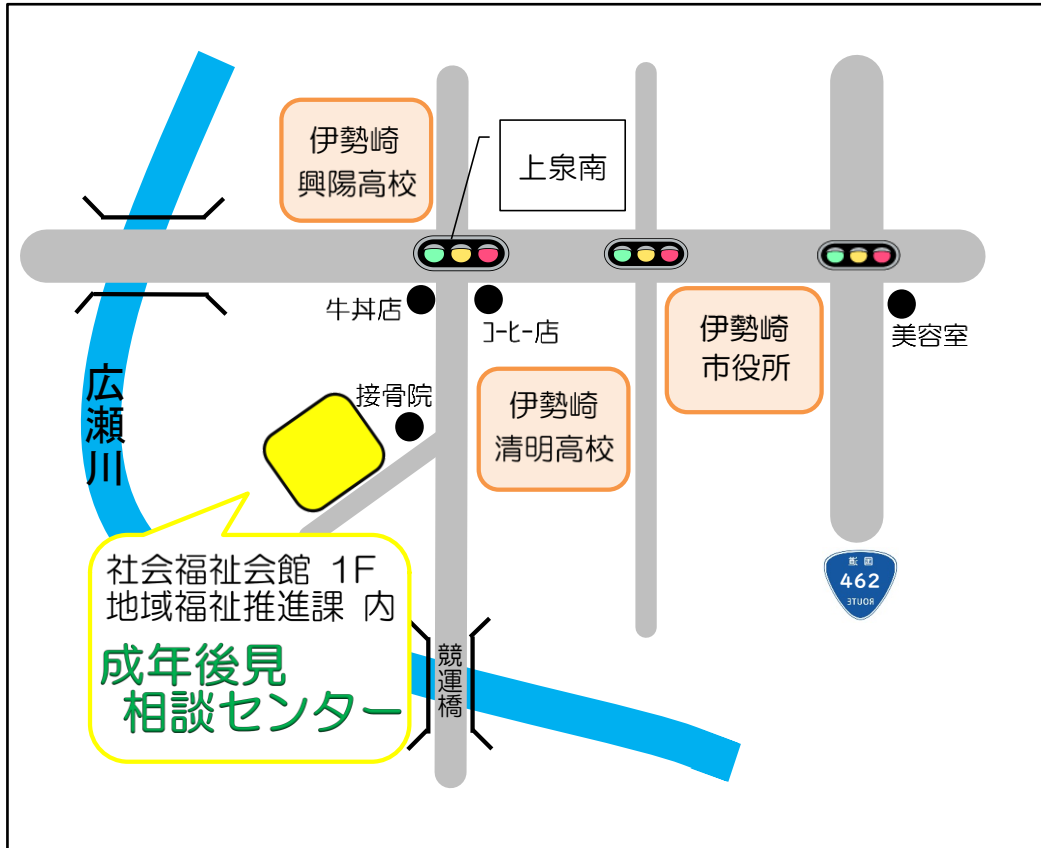 伊勢崎
興陽高校
上泉南
牛丼店
コーヒー店
伊勢崎
市役所
美容室
広瀬川
接骨院
伊勢崎
清明高校
社会福祉会館 1F
地域福祉推進課 内
成年後見
相談センター
競運橋
国道
462
ROUTE